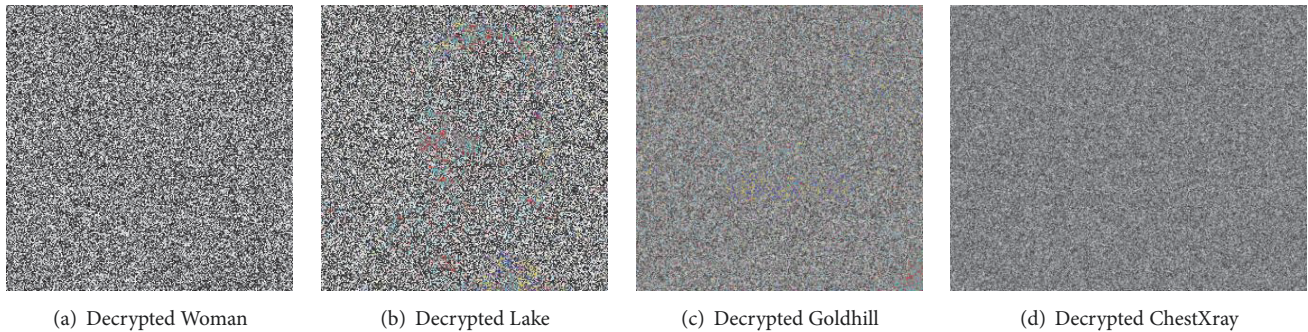 (a) Decrypted Woman
(b) Decrypted Lake
(c) Decrypted Goldhill
(d) Decrypted ChestXray